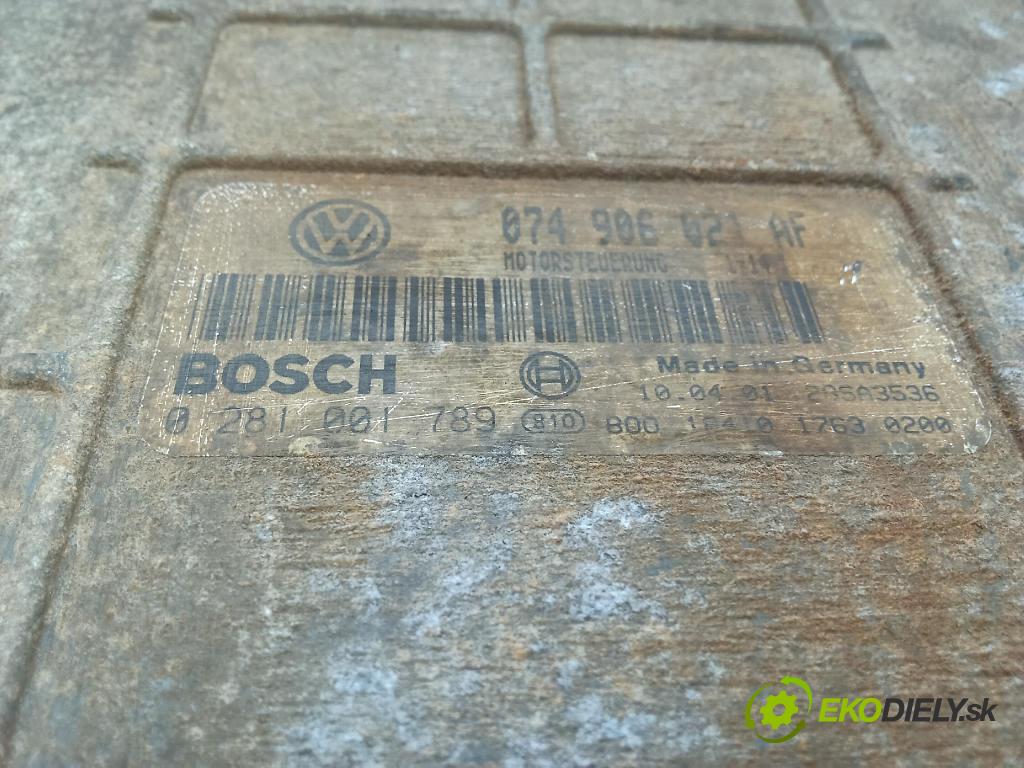 VW 074 906 021 AF
MOTORSTEUERUNG
BOSCH Made in Germany
10.04.01
0 281 001 789 810 1763 0200
EKODIELY.sk